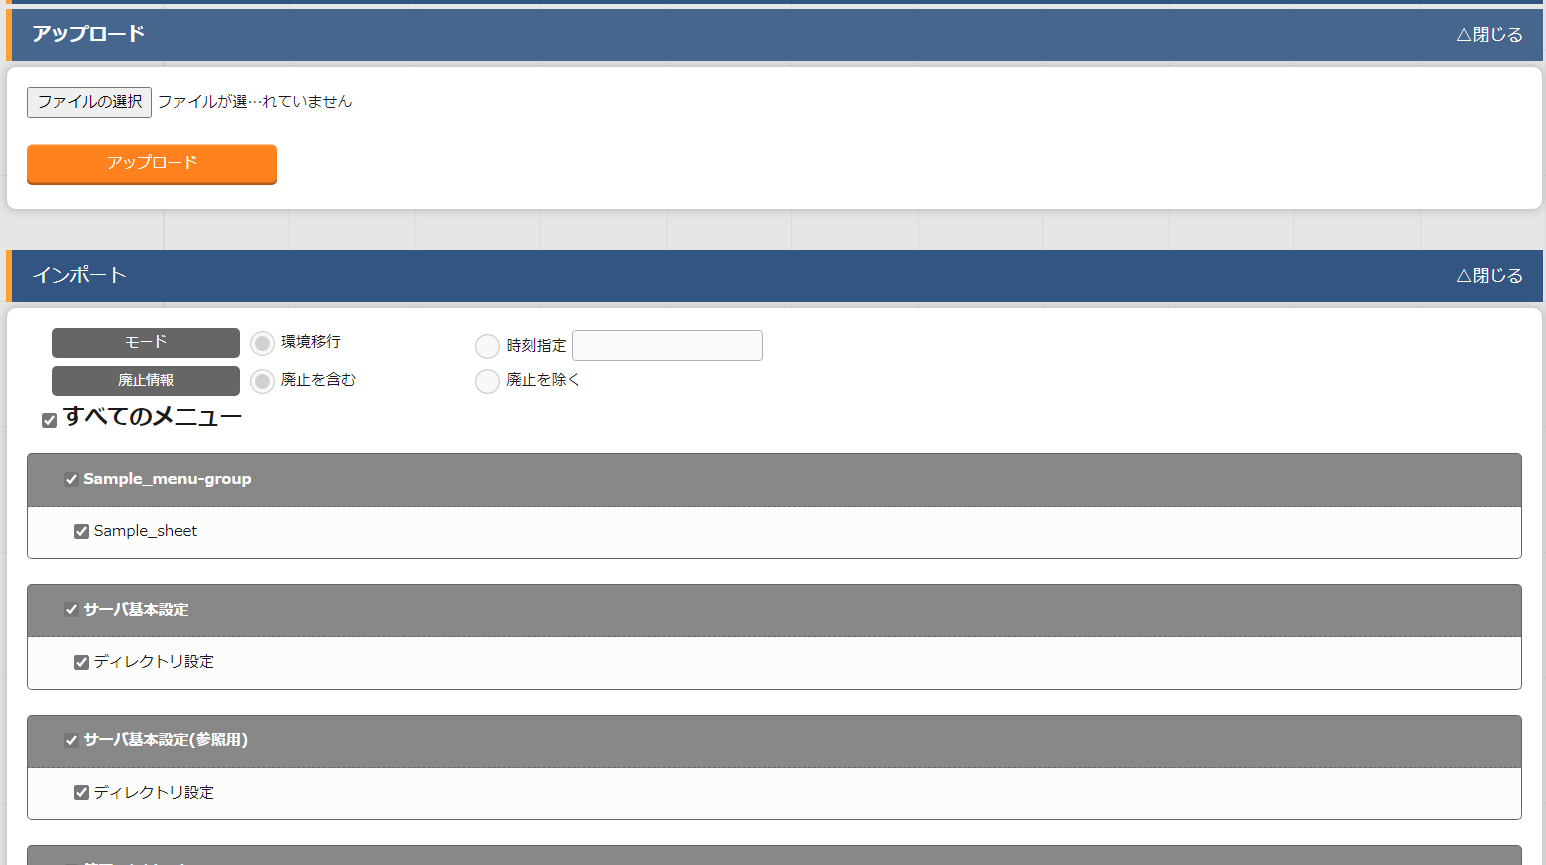 アップロード
△閉じる
ファイルの選択 ファイルが選…れていません
アップロード
インポート
△閉じる
モード 環境移行 時刻指定
廃止情報 廃止を含む 廃止を除く
すべてのメニュー
Sample_menu-group
Sample_sheet
サーバ基本設定
ディレクトリ設定
サーバ基本設定(参照用)
ディレクトリ設定